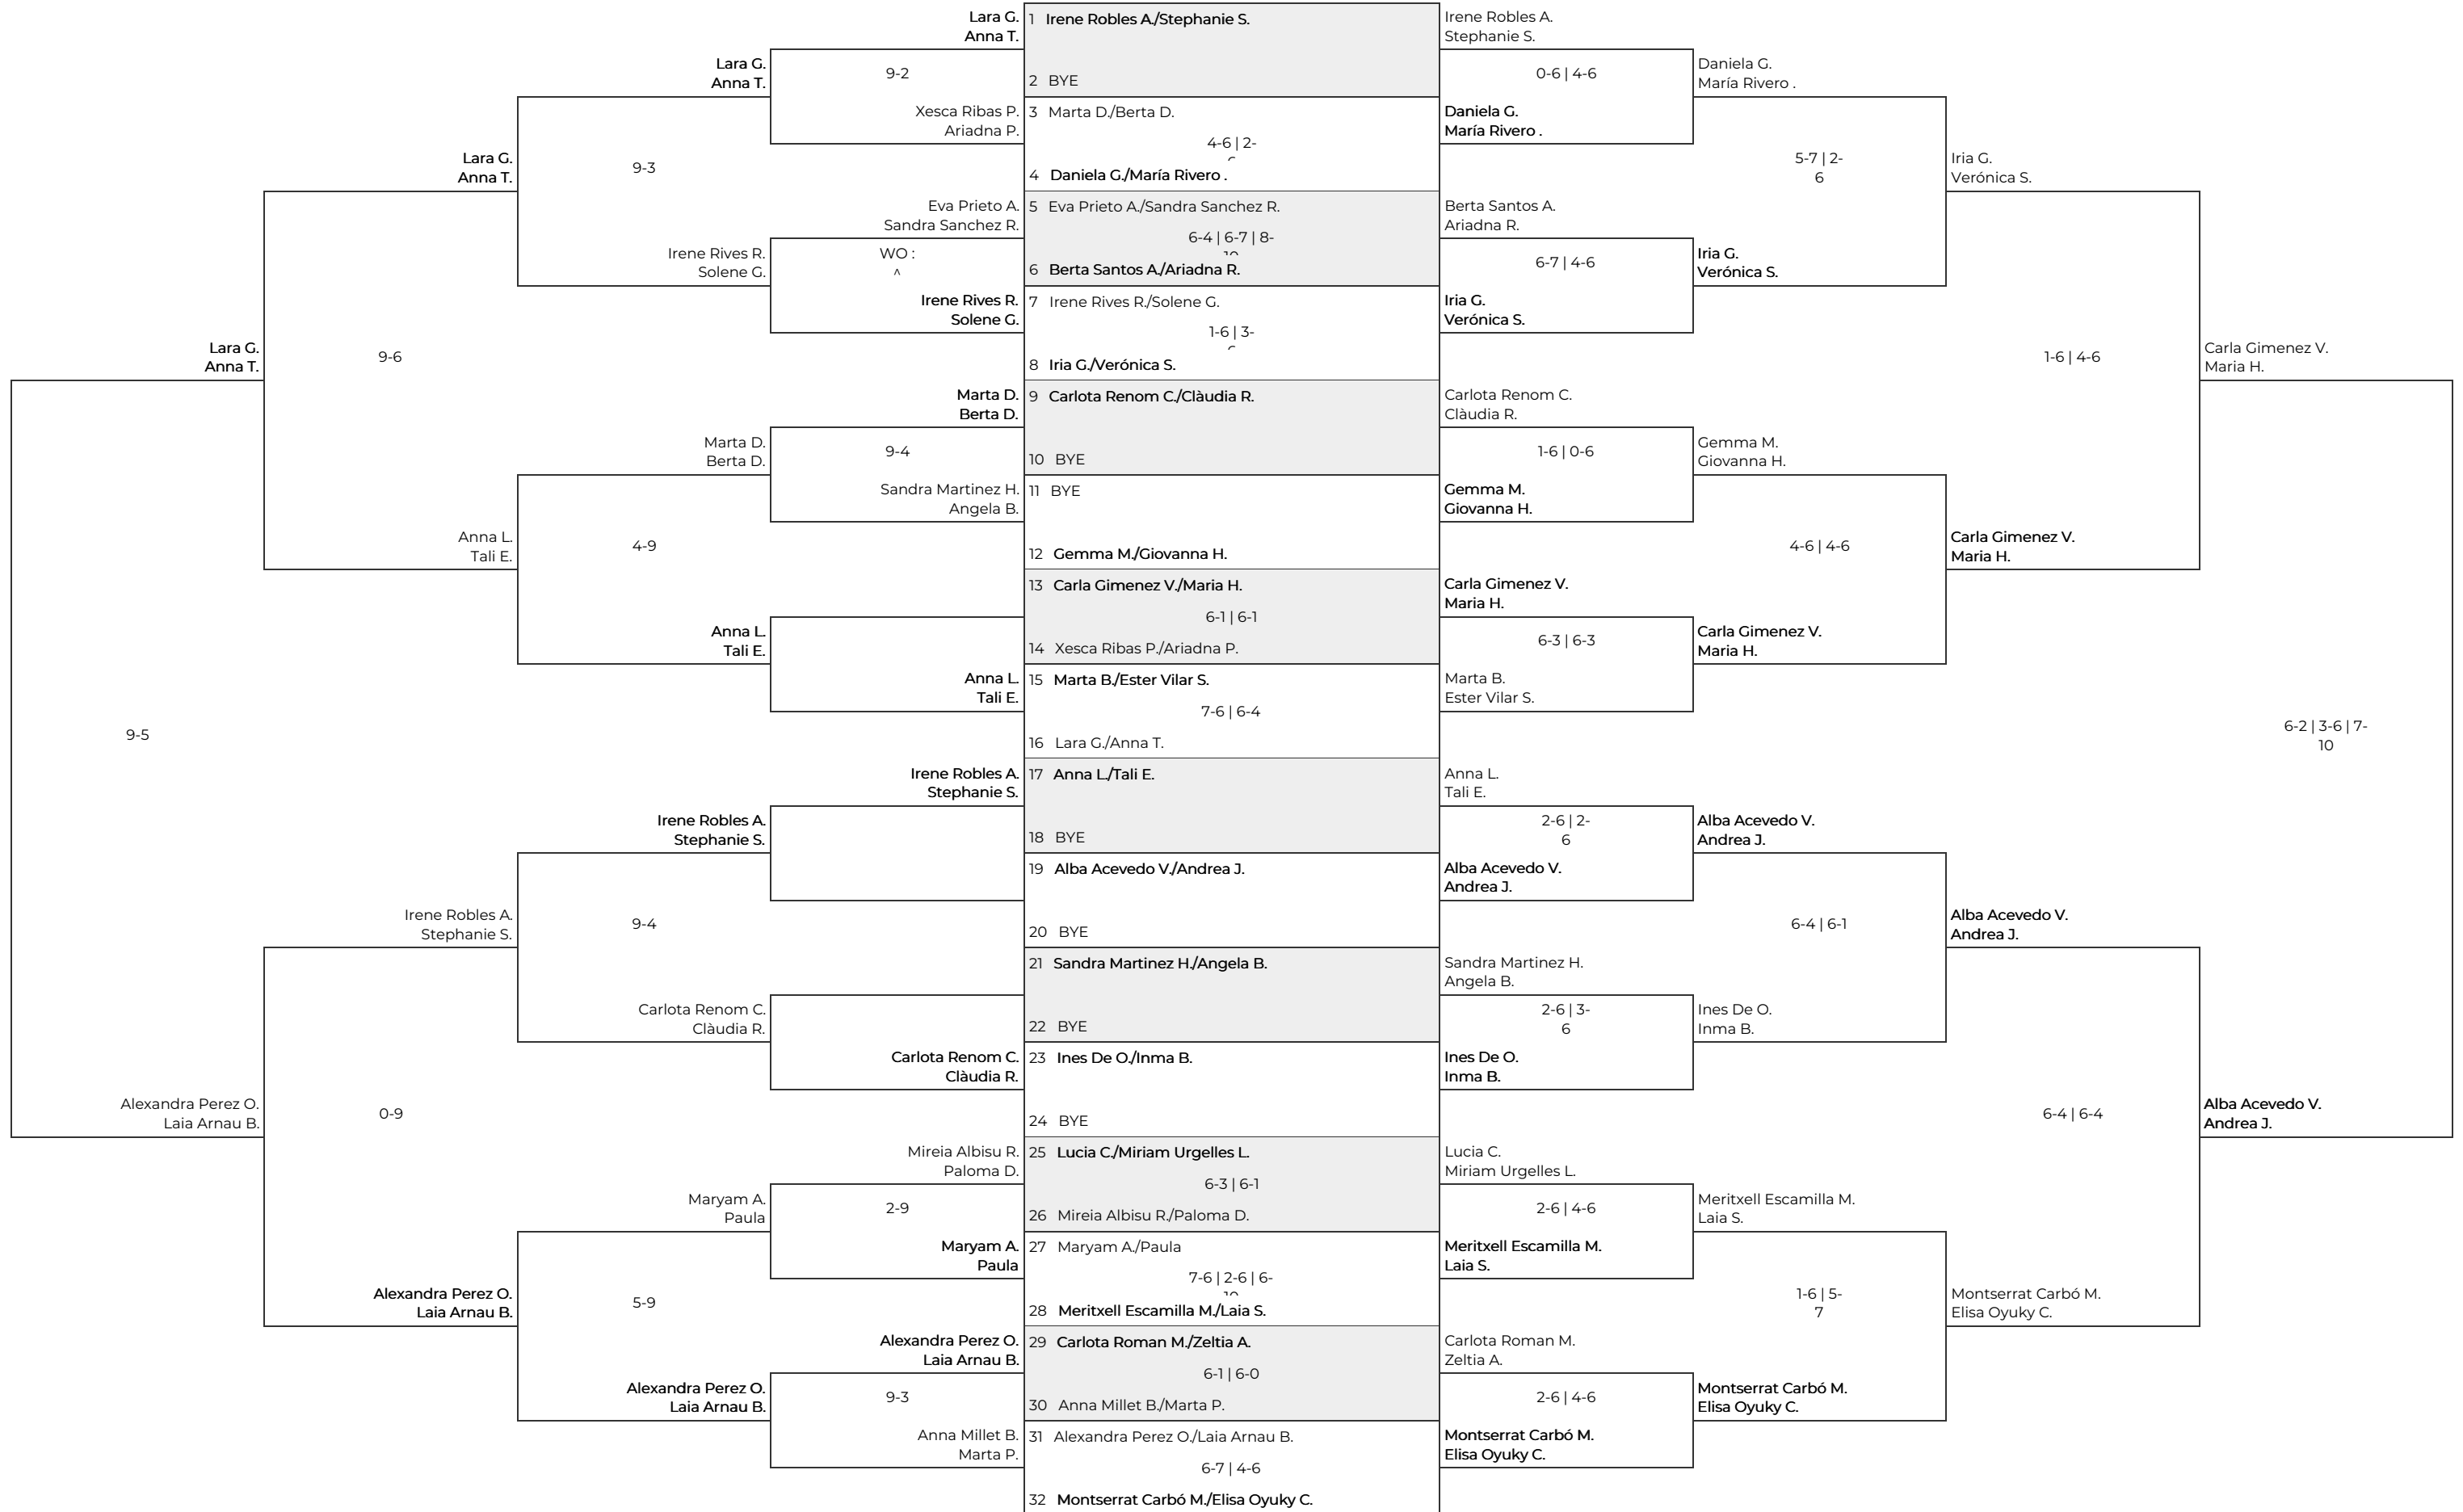 Lara G.
Anna T.
Lara G.
Anna T.
9-2
Xesca Ribas P.
Ariadna P.
Lara G.
Anna T.
9-3
Eva Prieto A.
Sandra Sanchez R.
Irene Rives R.
Solene G.
WO :
^
Irene Rives R.
Solene G.
Lara G.
Anna T.
9-6
Marta D.
Berta D.
Marta D.
Berta D.
9-4
Sandra Martinez H.
Angela B.
Anna L.
Tali E.
4-9
Anna L.
Tali E.
Anna L.
Tali E.
9-5
Irene Robles A.
Stephanie S.
Irene Robles A.
Stephanie S.
Irene Robles A.
Stephanie S.
9-4
Carlota Renom C.
Clàudia R.
Carlota Renom C.
Clàudia R.
Alexandra Perez O.
Laia Arnau B.
0-9
Mireia Albisu R.
Paloma D.
Maryam A.
Paula
2-9
Maryam A.
Paula
Alexandra Perez O.
Laia Arnau B.
5-9
Alexandra Perez O.
Laia Arnau B.
Alexandra Perez O.
Laia Arnau B.
9-3
Anna Millet B.
Marta P.
1 Irene Robles A./Stephanie S.
2 BYE
3 Marta D./Berta D.
4-6 | 2-
4 Daniela G./María Rivero .
5 Eva Prieto A./Sandra Sanchez R.
6-4 | 6-7 | 8-
6 Berta Santos A./Ariadna R.
7 Irene Rives R./Solene G.
1-6 | 3-
8 Iria G./Verónica S.
9 Carlota Renom C./Clàudia R.
10 BYE
11 BYE
12 Gemma M./Giovanna H.
13 Carla Gimenez V./Maria H.
6-1 | 6-1
14 Xesca Ribas P./Ariadna P.
15 Marta B./Ester Vilar S.
7-6 | 6-4
16 Lara G./Anna T.
17 Anna L./Tali E.
18 BYE
19 Alba Acevedo V./Andrea J.
20 BYE
21 Sandra Martinez H./Angela B.
22 BYE
23 Ines De O./Inma B.
24 BYE
25 Lucia C./Miriam Urgelles L.
6-3 | 6-1
26 Mireia Albisu R./Paloma D.
27 Maryam A./Paula
7-6 | 2-6 | 6-
28 Meritxell Escamilla M./Laia S.
29 Carlota Roman M./Zeltia A.
6-1 | 6-0
30 Anna Millet B./Marta P.
31 Alexandra Perez O./Laia Arnau B.
6-7 | 4-6
32 Montserrat Carbó M./Elisa Oyuky C.
Irene Robles A.
Stephanie S.
0-6 | 4-6
Daniela G.
María Rivero .
Daniela G.
María Rivero .
5-7 | 2-
6
Berta Santos A.
Ariadna R.
6-7 | 4-6
Iria G.
Verónica S.
Iria G.
Verónica S.
Iria G.
Verónica S.
1-6 | 4-6
Carlota Renom C.
Clàudia R.
1-6 | 0-6
Gemma M.
Giovanna H.
Gemma M.
Giovanna H.
4-6 | 4-6
Carla Gimenez V.
Maria H.
6-3 | 6-3
Marta B.
Ester Vilar S.
Carla Gimenez V.
Maria H.
Carla Gimenez V.
Maria H.
Carla Gimenez V.
Maria H.
6-2 | 3-6 | 7-
10
Anna L.
Tali E.
2-6 | 2-
6
Alba Acevedo V.
Andrea J.
Alba Acevedo V.
Andrea J.
6-4 | 6-1
Sandra Martinez H.
Angela B.
2-6 | 3-
6
Ines De O.
Inma B.
Ines De O.
Inma B.
Alba Acevedo V.
Andrea J.
6-4 | 6-4
Alba Acevedo V.
Andrea J.
Lucia C.
Miriam Urgelles L.
2-6 | 4-6
Meritxell Escamilla M.
Laia S.
Meritxell Escamilla M.
Laia S.
1-6 | 5-
7
Carlota Roman M.
Zeltia A.
2-6 | 4-6
Montserrat Carbó M.
Elisa Oyuky C.
Montserrat Carbó M.
Elisa Oyuky C.
Montserrat Carbó M.
Elisa Oyuky C.